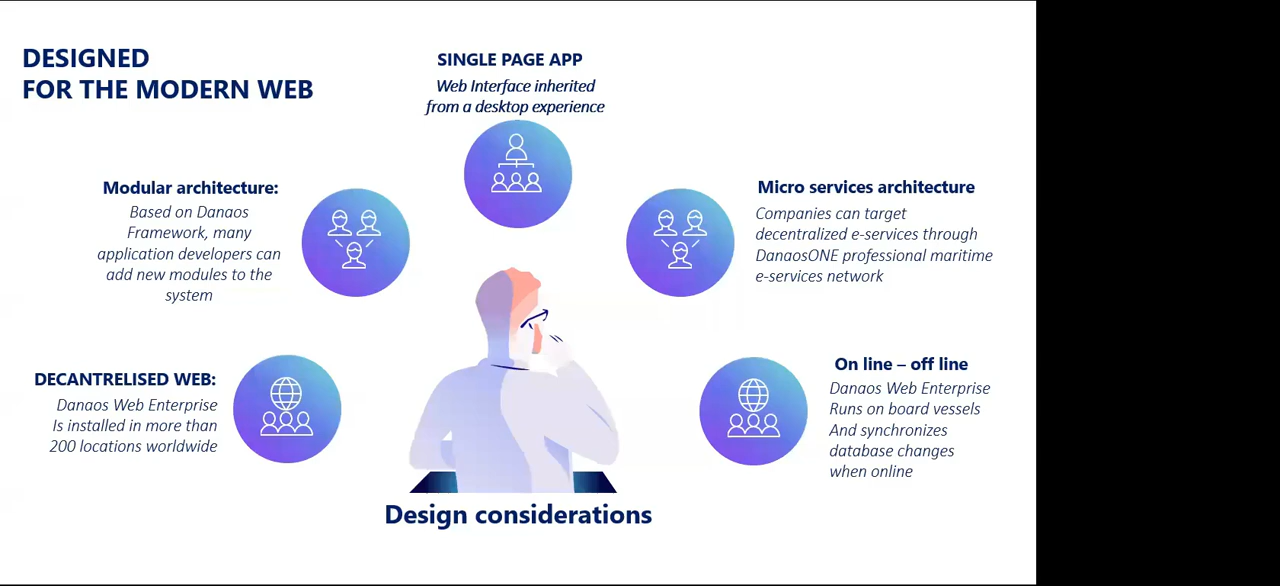 DESIGNED
FOR THE MODERN WEB
SINGLE PAGE APP
Web Interface inherited
from a desktop experience
Modular architecture:
Based on Danaos
Framework, many
application developers can
add new modules to the
system
Micro services architecture
Companies can target
decentralized e-services through
DanaosONE professional maritime
e-services network
DECANTRELISED WEB:
Danaos Web Enterprise
Is installed in more than
200 locations worldwide
On line – off line
Danaos Web Enterprise
Runs on board vessels
And synchronizes
database changes
when online
Design considerations